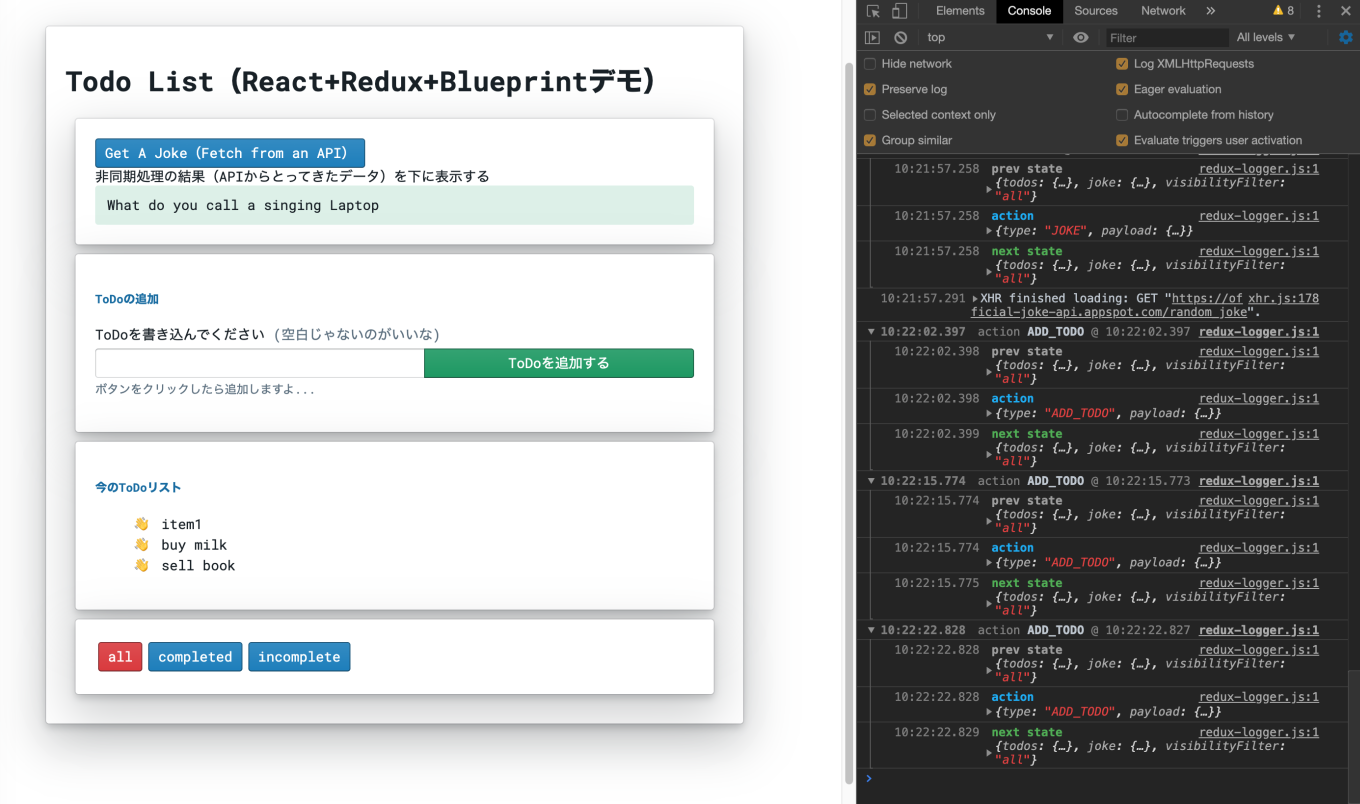 Todo List (React+Redux+Blueprintデモ)
Get A Joke (Fetch from an API)
非同期処理の結果（APIからとってきたデータ）を下に表示する
What do you call a singing Laptop
ToDoの追加
ToDoを書き込んでください (空白じゃないのがいいな)
ToDoを追加する
ボタンをクリックしたら追加しますよ...
今のToDoリスト
👋 item1
👋 buy milk
👋 sell book
all completed incomplete
Elements Console Sources Network » 8
top Filter All levels ▼
Hide network Log XMLHttpRequests
Preserve log Eager evaluation
Selected context only Autocomplete from history
Group similar Evaluate triggers user activation
10:21:57.258 prev state redux-logger.js:1
{todos: {…}, joke: {…}, visibilityFilter:
"all"}
10:21:57.258 action redux-logger.js:1
{type: "JOKE", payload: {…}}
10:21:57.258 next state redux-logger.js:1
{todos: {…}, joke: {…}, visibilityFilter:
"all"}
10:21:57.291 XHR finished loading: GET "https://of xhr.js:178
ficial-joke-api.appspot.com/random_joke".
10:22:02.397 action ADD_TODO @ 10:22:02.397 redux-logger.js:1
10:22:02.398 prev state redux-logger.js:1
{todos: {…}, joke: {…}, visibilityFilter:
"all"}
10:22:02.398 action redux-logger.js:1
{type: "ADD_TODO", payload: {…}}
10:22:02.399 next state redux-logger.js:1
{todos: {…}, joke: {…}, visibilityFilter:
"all"}
10:22:15.774 action ADD_TODO @ 10:22:15.773 redux-logger.js:1
10:22:15.774 prev state redux-logger.js:1
{todos: {…}, joke: {…}, visibilityFilter:
"all"}
10:22:15.774 action redux-logger.js:1
{type: "ADD_TODO", payload: {…}}
10:22:15.775 next state redux-logger.js:1
{todos: {…}, joke: {…}, visibilityFilter:
"all"}
10:22:22.828 action ADD_TODO @ 10:22:22.827 redux-logger.js:1
10:22:22.828 prev state redux-logger.js:1
{todos: {…}, joke: {…}, visibilityFilter:
"all"}
10:22:22.828 action redux-logger.js:1
{type: "ADD_TODO", payload: {…}}
10:22:22.829 next state redux-logger.js:1
{todos: {…}, joke: {…}, visibilityFilter:
"all"}